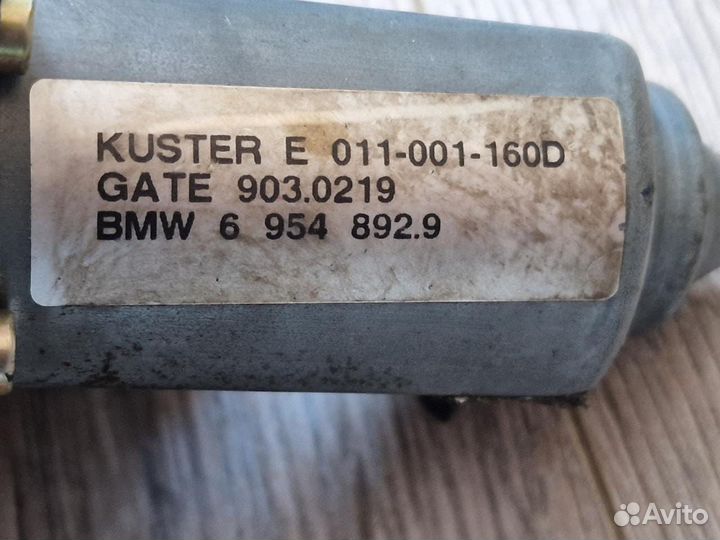 KUSTER E 011-001-160D
GATE 903.0219
BMW 6 954 892.9
Avito